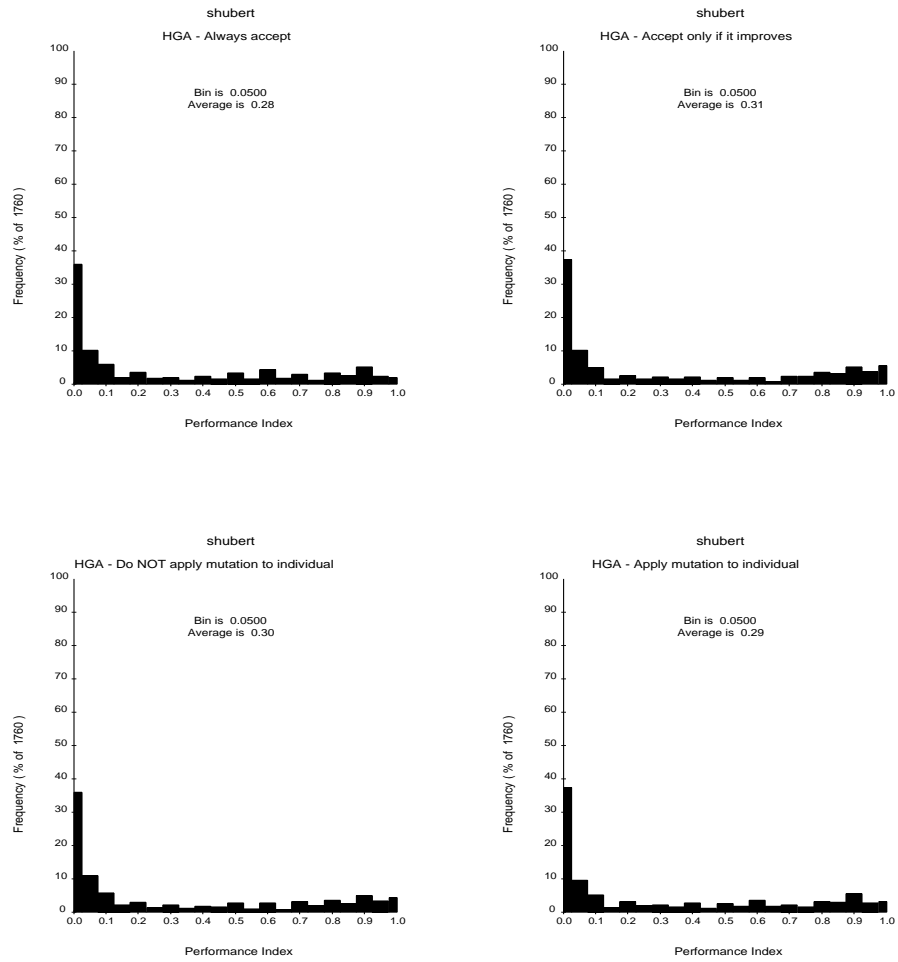 shubert
HGA - Always accept
Bin is 0.0500
Average is 0.28
Frequency ( % of 1760 )
100
90
80
70
60
50
40
30
20
10
0
0.0 0.1 0.2 0.3 0.4 0.5 0.6 0.7 0.8 0.9 1.0
Performance Index
shubert
HGA - Accept only if it improves
Bin is 0.0500
Average is 0.31
Frequency ( % of 1760 )
100
90
80
70
60
50
40
30
20
10
0
0.0 0.1 0.2 0.3 0.4 0.5 0.6 0.7 0.8 0.9 1.0
Performance Index
shubert
HGA - Do NOT apply mutation to individual
Bin is 0.0500
Average is 0.30
Frequency ( % of 1760 )
100
90
80
70
60
50
40
30
20
10
0
0.0 0.1 0.2 0.3 0.4 0.5 0.6 0.7 0.8 0.9 1.0
Performance Index
shubert
HGA - Apply mutation to individual
Bin is 0.0500
Average is 0.29
Frequency ( % of 1760 )
100
90
80
70
60
50
40
30
20
10
0
0.0 0.1 0.2 0.3 0.4 0.5 0.6 0.7 0.8 0.9 1.0
Performance Index